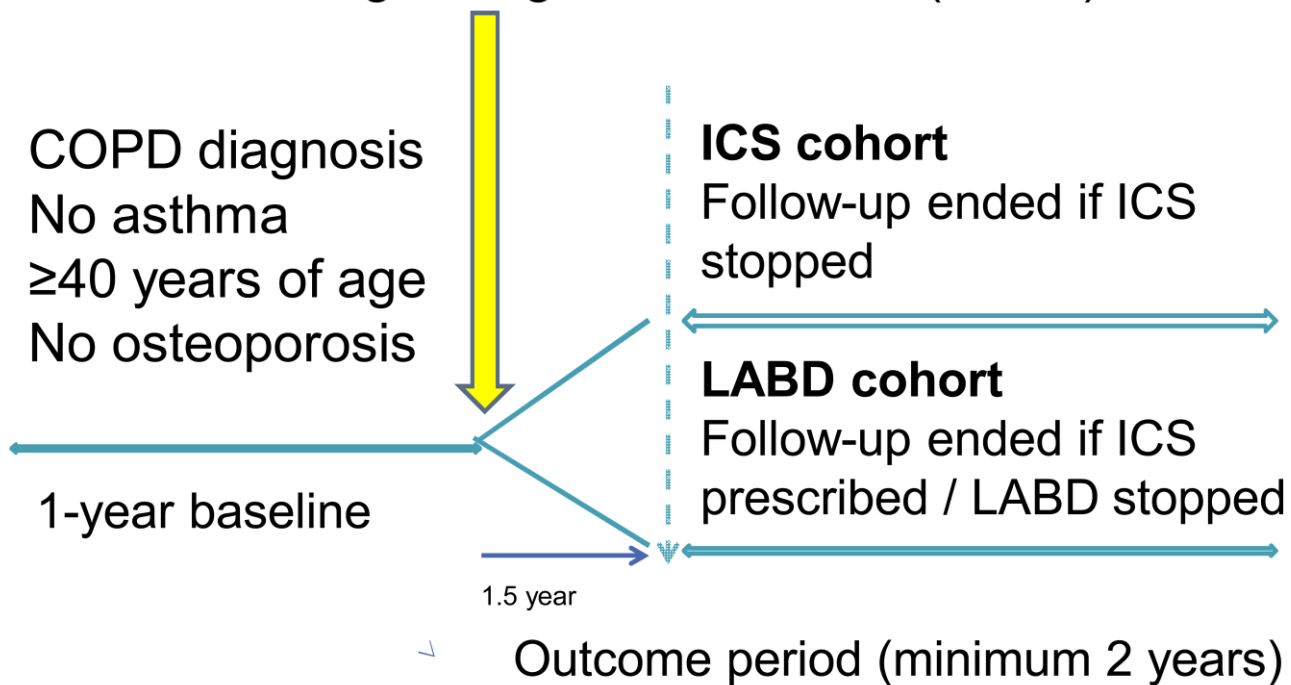 COPD diagnosis
No asthma
≥40 years of age
No osteoporosis
1-year baseline
ICS cohort
Follow-up ended if ICS
stopped
LABD cohort
Follow-up ended if ICS
prescribed / LABD stopped
1.5 year
Outcome period (minimum 2 years)